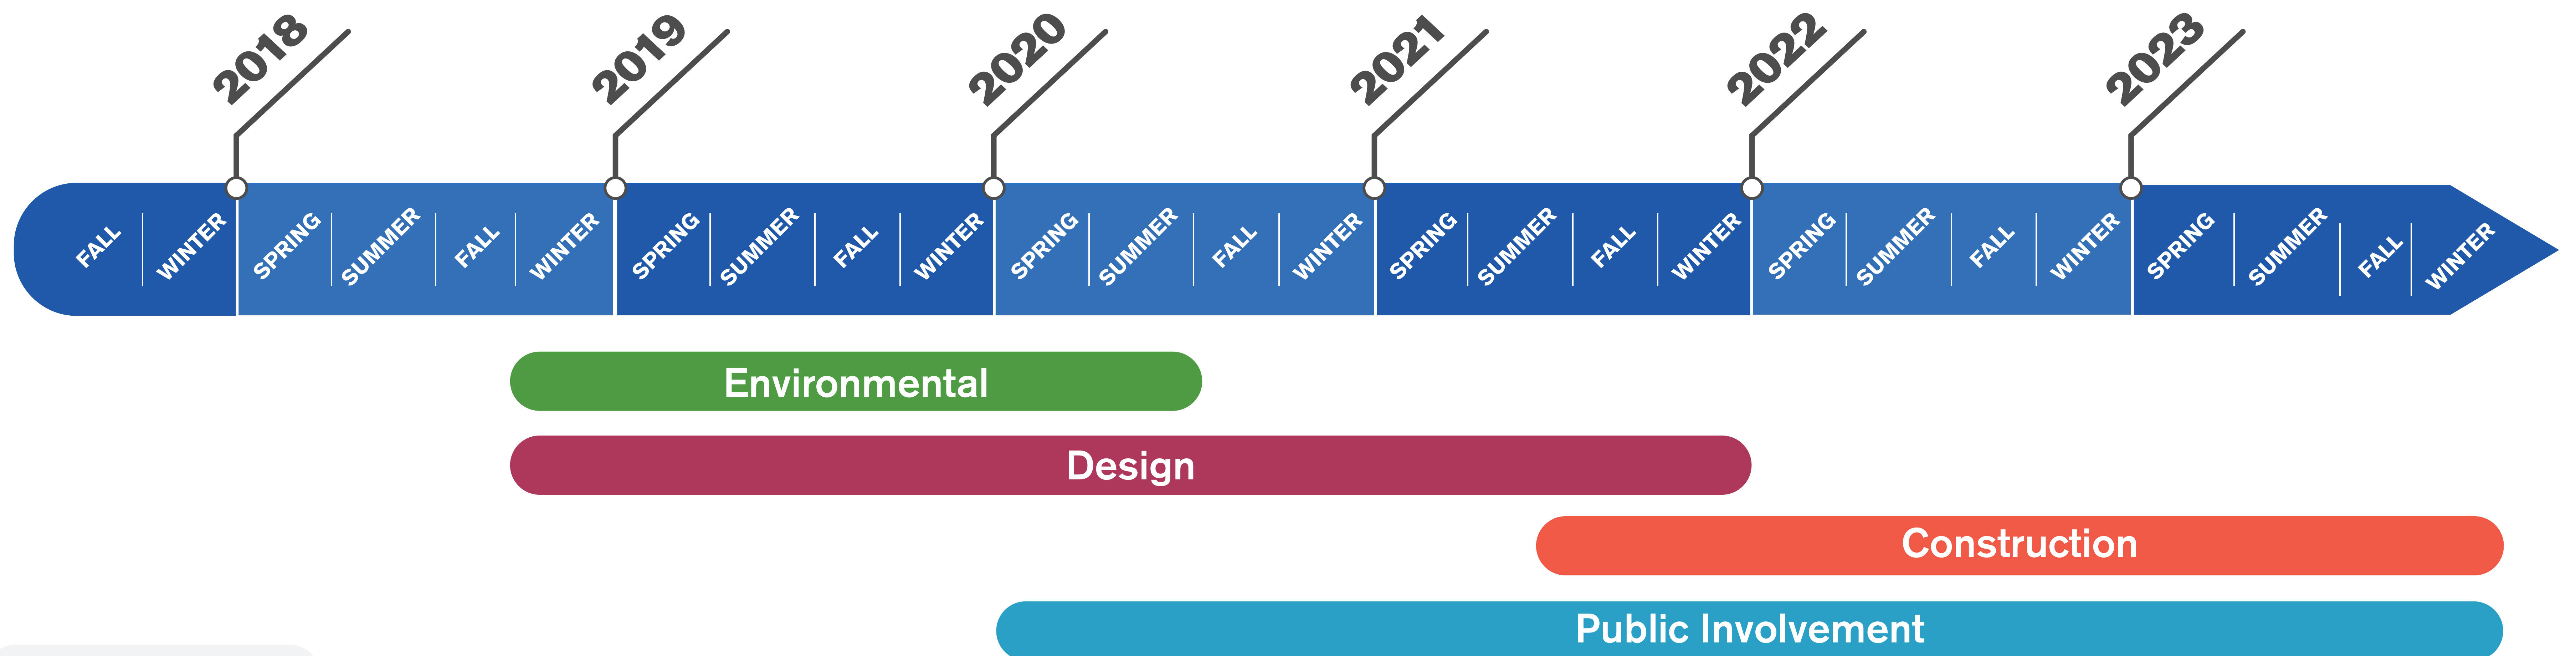 2018
2019
2020
2021
2022
2023
FALL
WINTER
SPRING
SUMMER
FALL
WINTER
SPRING
SUMMER
FALL
WINTER
SPRING
SUMMER
FALL
WINTER
SPRING
SUMMER
FALL
WINTER
SPRING
SUMMER
FALL
WINTER
SPRING
SUMMER
FALL
WINTER
Environmental
Design
Construction
Public Involvement